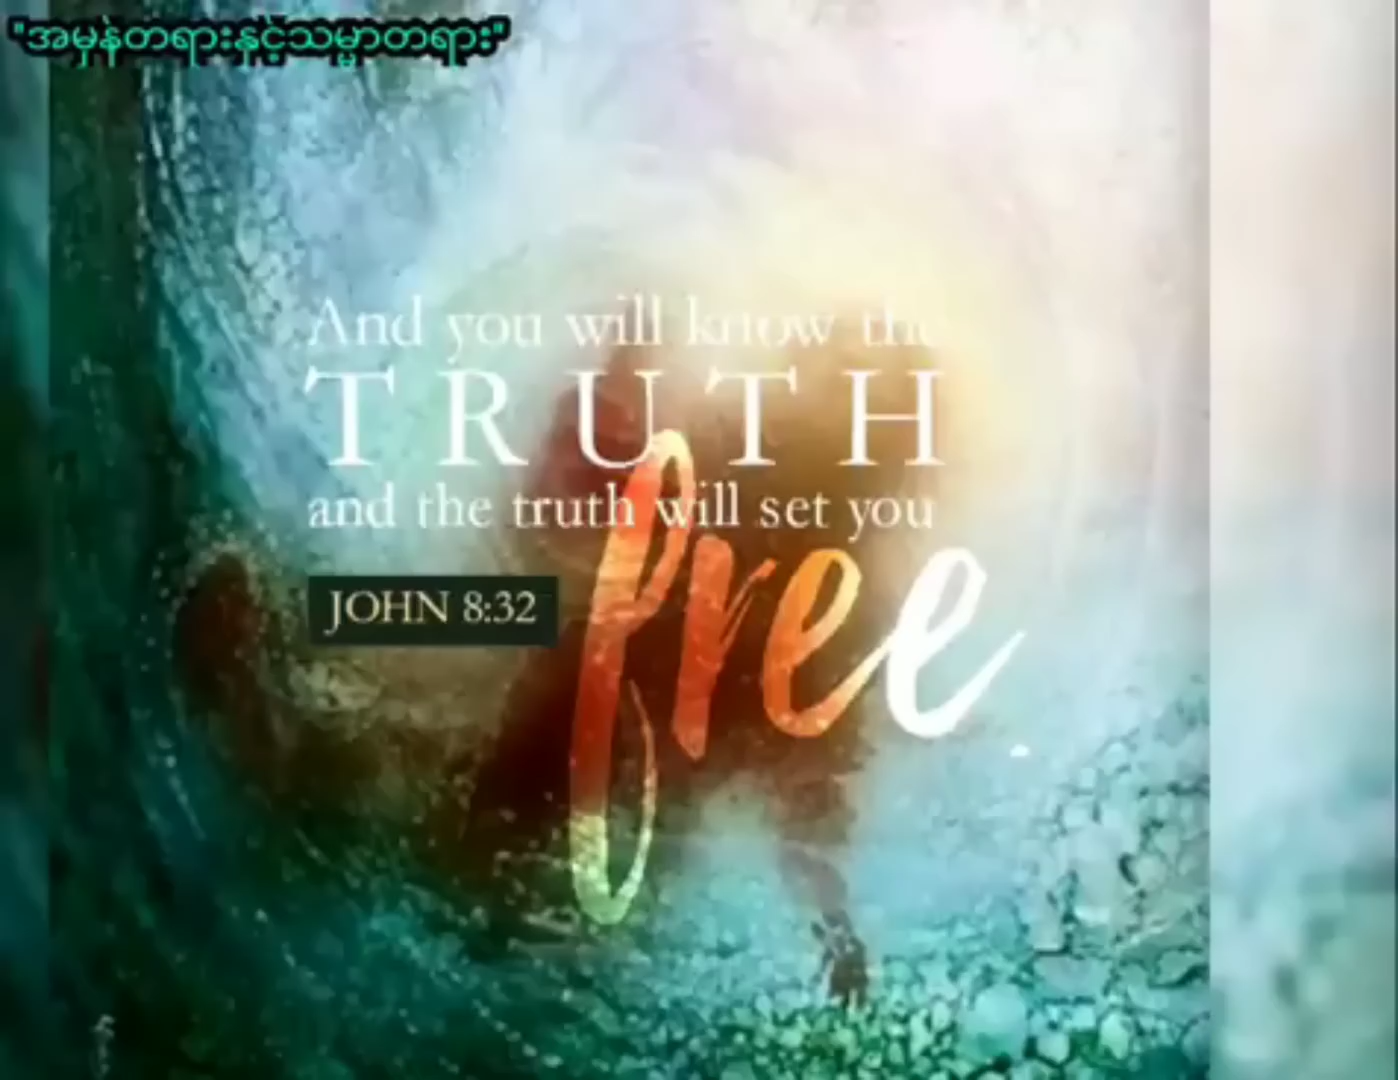 "အမှန်တရားနှင့်သမ္မာတရား"
And you will know the
TRUTH
and the truth will set you
free.
JOHN 8:32